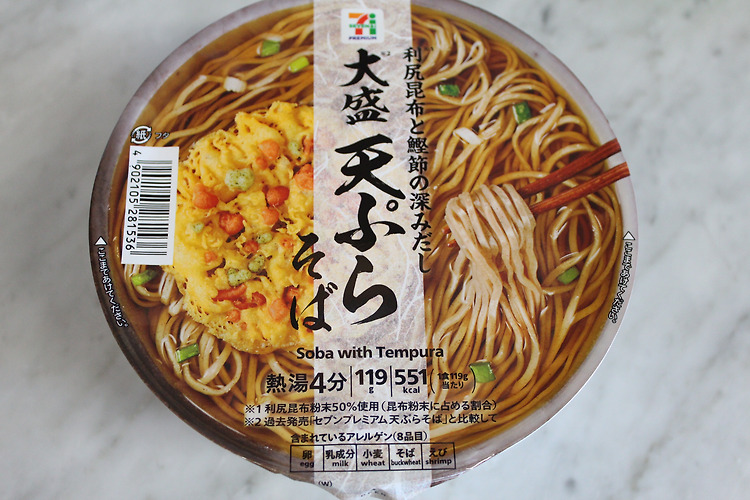 7-ELEVEN
PREMIUM
利尻昆布と鰹節の深みだし
※1
※2
大盛
天ぷら
そば
Soba with Tempura
熱湯4分 119g 551kcal (1食119g当たり)
※1 利尻昆布粉末50%使用(昆布粉末に占める割合)
※2 過去発売「セブンプレミアム 天ぷらそば」と比較して
含まれているアレルゲン(8品目)
卵 乳成分 小麦 そば えび
egg milk wheat buckwheat shrimp
(W)
紙 フタ
4 902105 281536
▲ここまであけてください。
▲ここまであけてください。